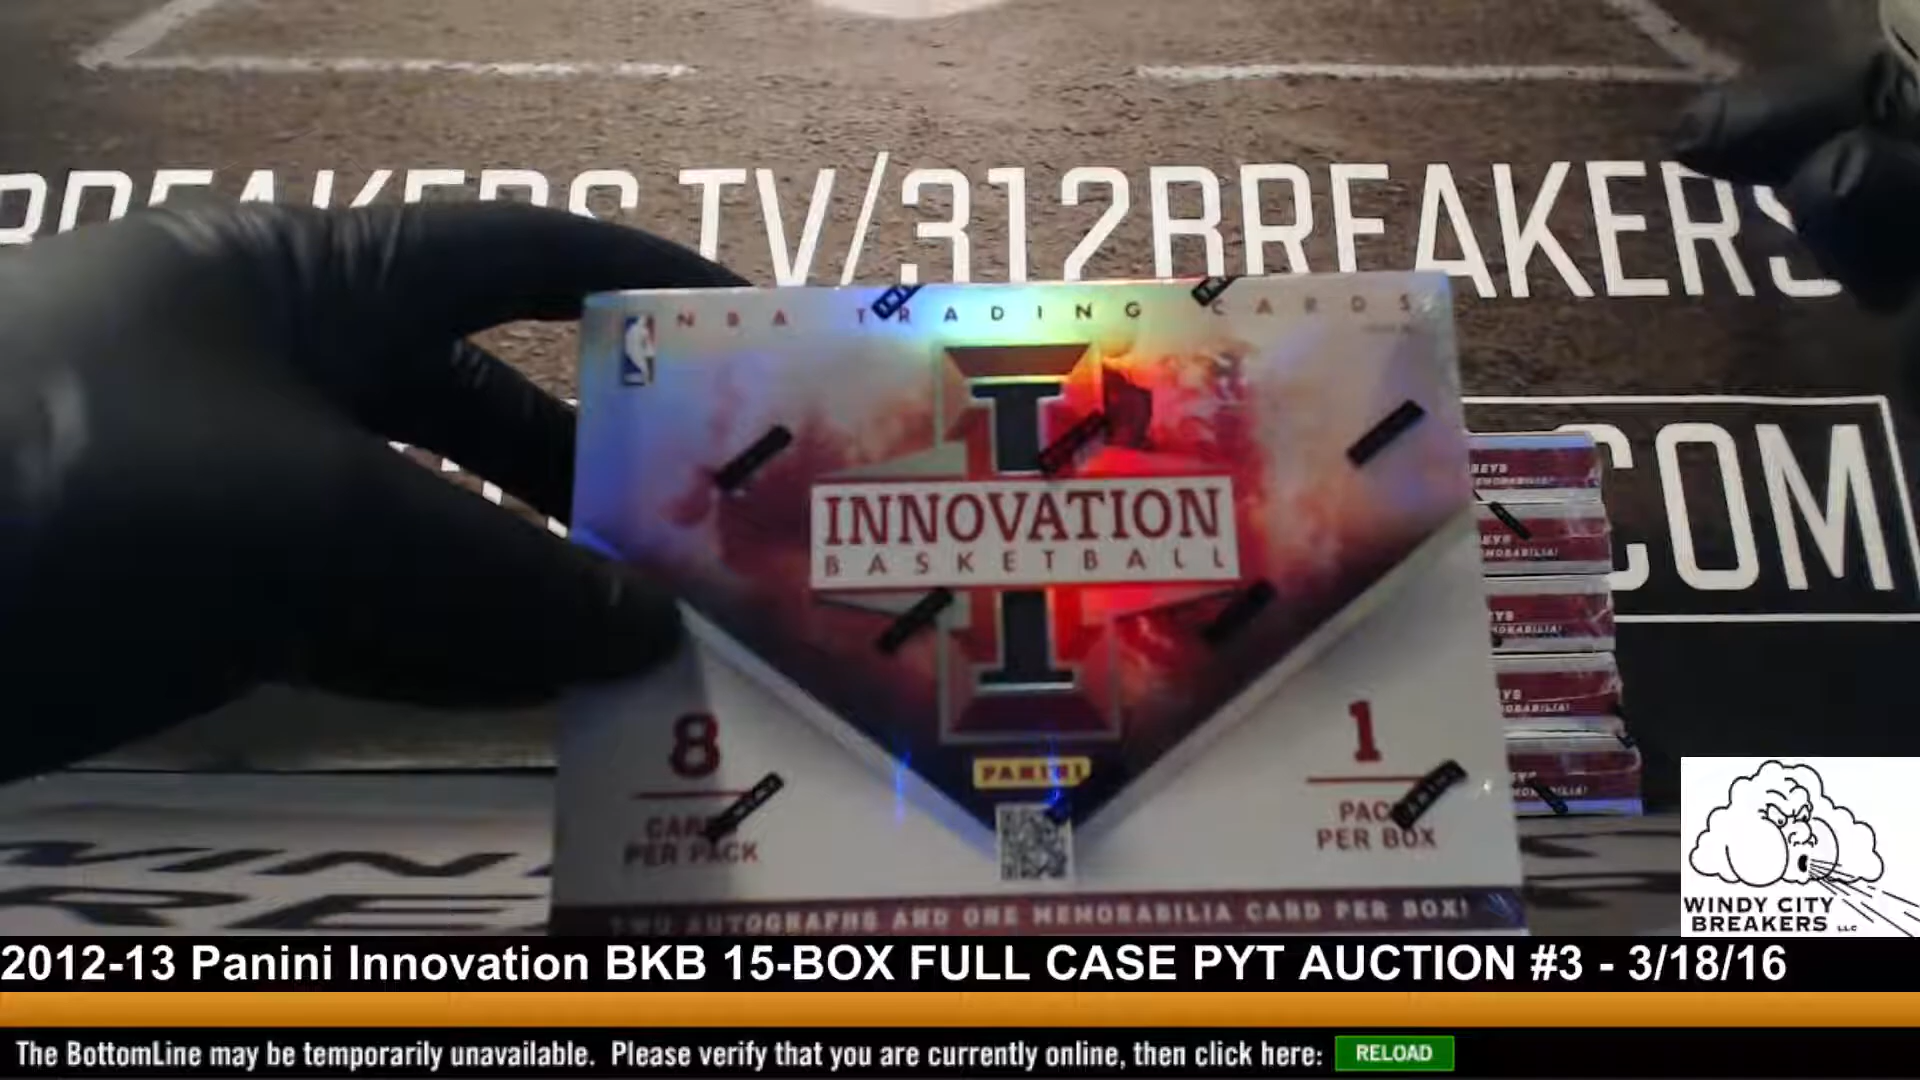 BREAKERS.TV/312BREAKERS
NBA TRADING CARDS
INNOVATION
BASKETBALL
COM
8
CARDS
PER PACK
PANINI
1
PACK
PER BOX
TWO AUTOGRAPHS AND ONE MEMORABILIA CARD PER BOX!
WINDY CITY
BREAKERS LLC
2012-13 Panini Innovation BKB 15-BOX FULL CASE PYT AUCTION #3 - 3/18/16
The BottomLine may be temporarily unavailable. Please verify that you are currently online, then click here: RELOAD